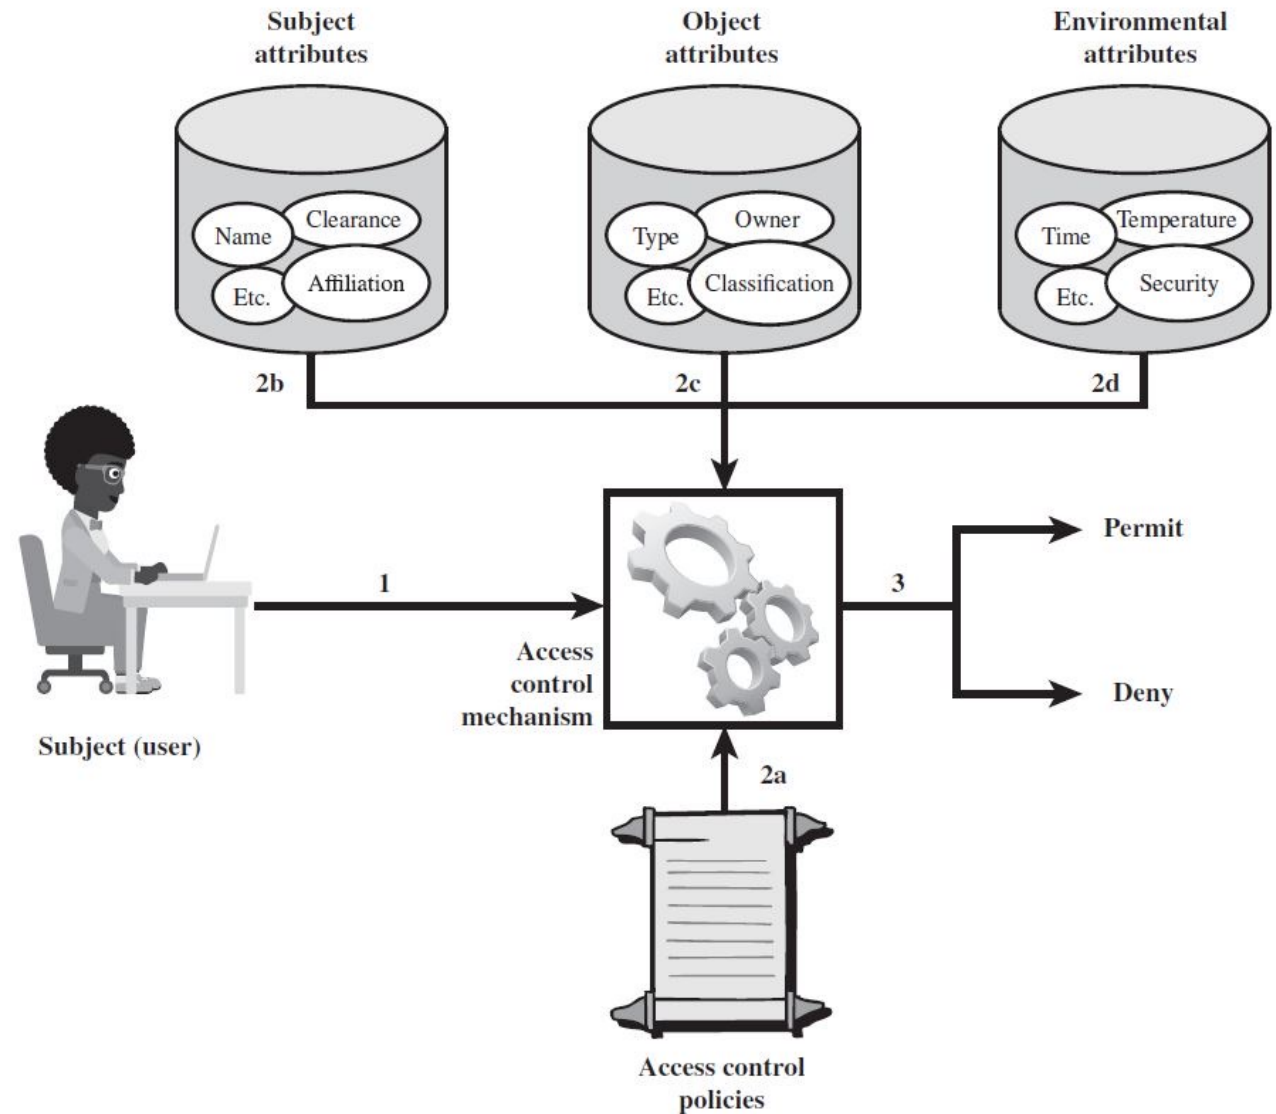 Subject
attributes
Object
attributes
Environmental
attributes
Name
Clearance
Etc.
Affiliation
Type
Owner
Etc.
Classification
Time
Temperature
Etc.
Security
2b
2c
2d
1
3
Permit
Deny
Access
control
mechanism
Subject (user)
2a
Access control
policies